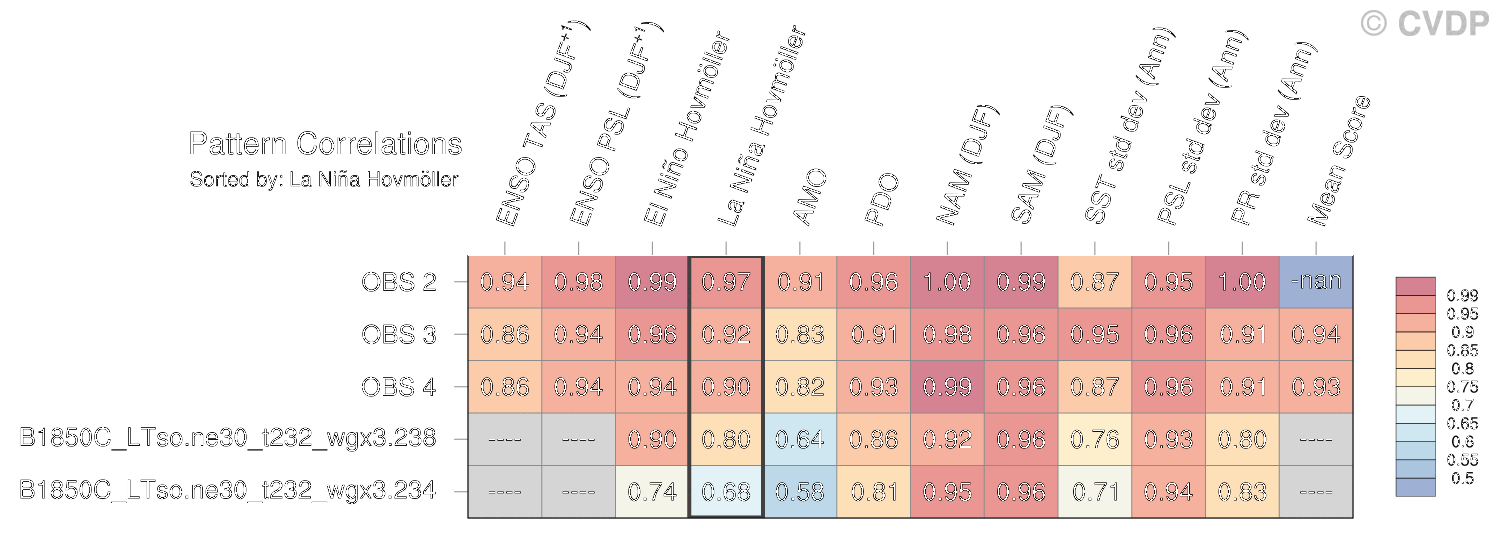 © CVDP
Pattern Correlations
Sorted by: La Niña Hovmöller
ENSO TAS (DJF+1)
ENSO PSL (DJF+1)
El Niño Hovmöller
La Niña Hovmöller
AMO
PDO
NAM (DJF)
SAM (DJF)
SST std dev (Ann)
PSL std dev (Ann)
PR std dev (Ann)
Mean Score
OBS 2 0.94 0.98 0.99 0.97 0.91 0.96 1.00 0.99 0.87 0.95 1.00 -nan
OBS 3 0.86 0.94 0.96 0.92 0.83 0.91 0.98 0.96 0.95 0.96 0.91 0.94
OBS 4 0.86 0.94 0.94 0.90 0.82 0.93 0.99 0.96 0.87 0.96 0.91 0.93
B1850C_LTso.ne30_t232_wgx3.238 ---- ---- 0.90 0.80 0.64 0.86 0.92 0.96 0.76 0.93 0.80 ----
B1850C_LTso.ne30_t232_wgx3.234 ---- ---- 0.74 0.68 0.58 0.81 0.95 0.96 0.71 0.94 0.83 ----
0.99
0.95
0.9
0.85
0.8
0.75
0.7
0.65
0.6
0.55
0.5